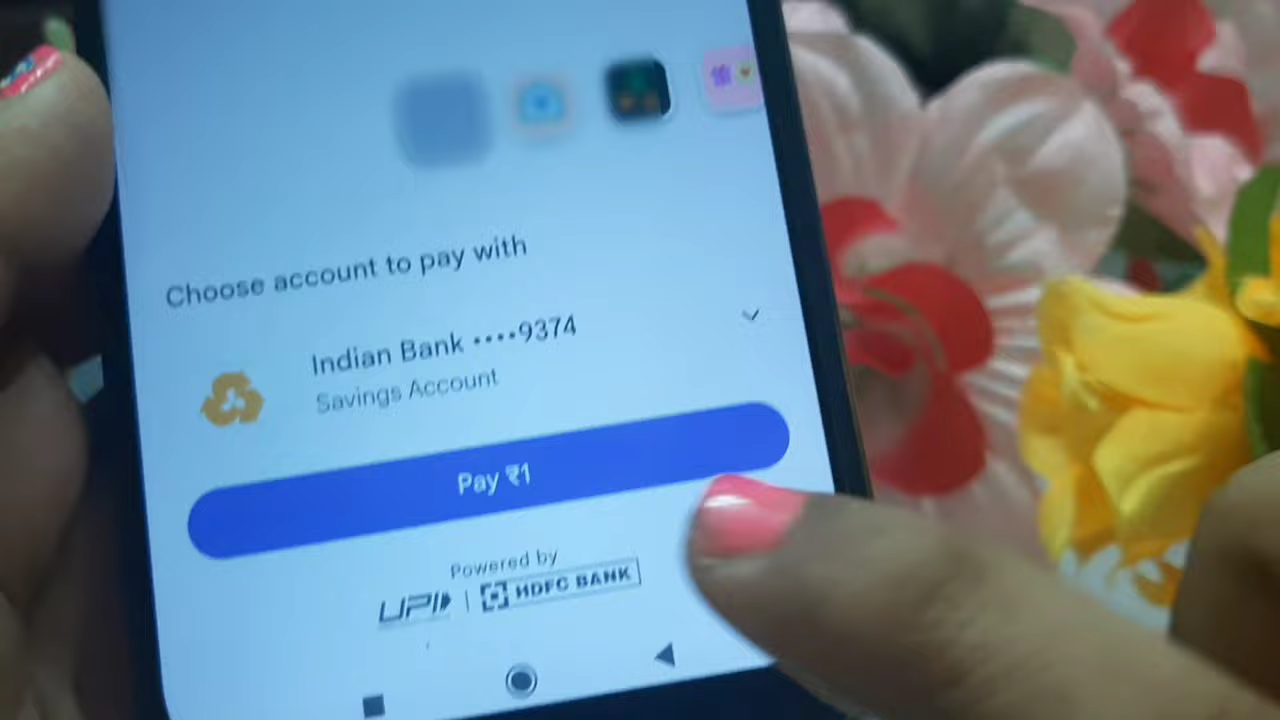 Choose account to pay with
Indian Bank ••••9374
Savings Account
Pay ₹1
Powered by
UPI | HDFC BANK